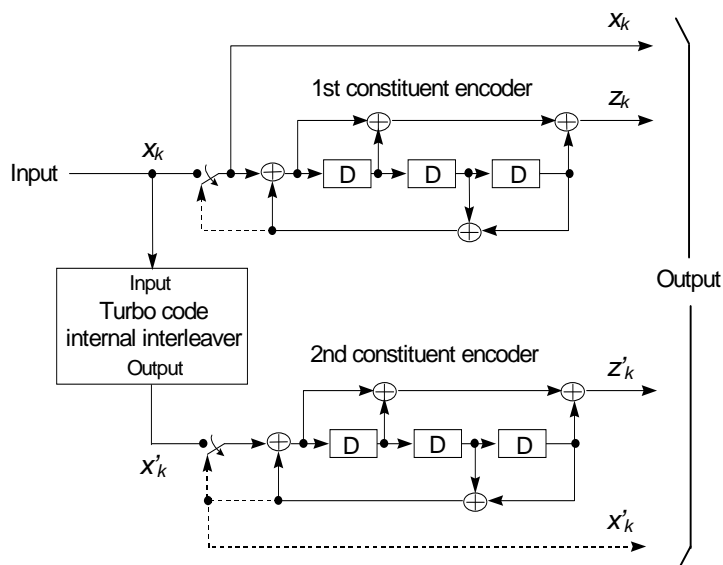 x_k
1st constituent encoder
z_k
Input
x_k
D
D
D
Input
Turbo code
internal interleaver
Output
Output
2nd constituent encoder
z'_k
D
D
D
x'_k
x'_k